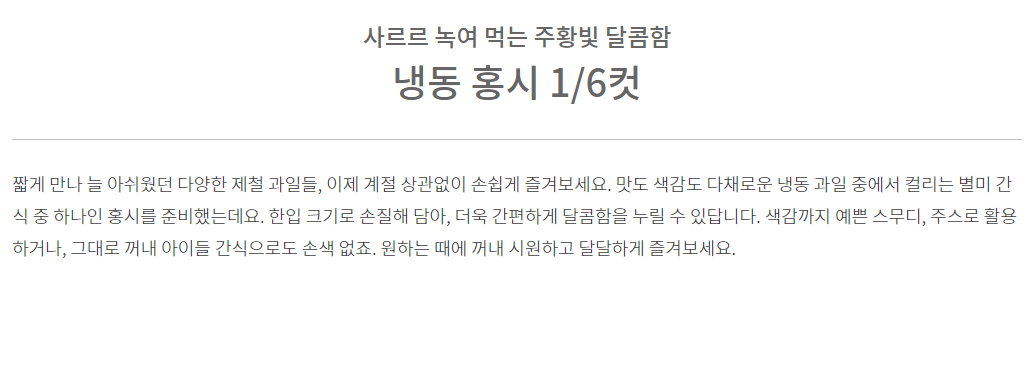 사르르 녹여 먹는 주황빛 달콤함
냉동 홍시 1/6컷
짧게 만나 늘 아쉬웠던 다양한 제철 과일들, 이제 계절 상관없이 손쉽게 즐겨보세요. 맛도 색감도 다채로운 냉동 과일 중에서 컬리는 별미 간
식 중 하나인 홍시를 준비했는데요. 한입 크기로 손질해 담아, 더욱 간편하게 달콤함을 누릴 수 있답니다. 색감까지 예쁜 스무디, 주스로 활용
하거나, 그대로 꺼내 아이들 간식으로도 손색 없죠. 원하는 때에 꺼내 시원하고 달달하게 즐겨보세요.